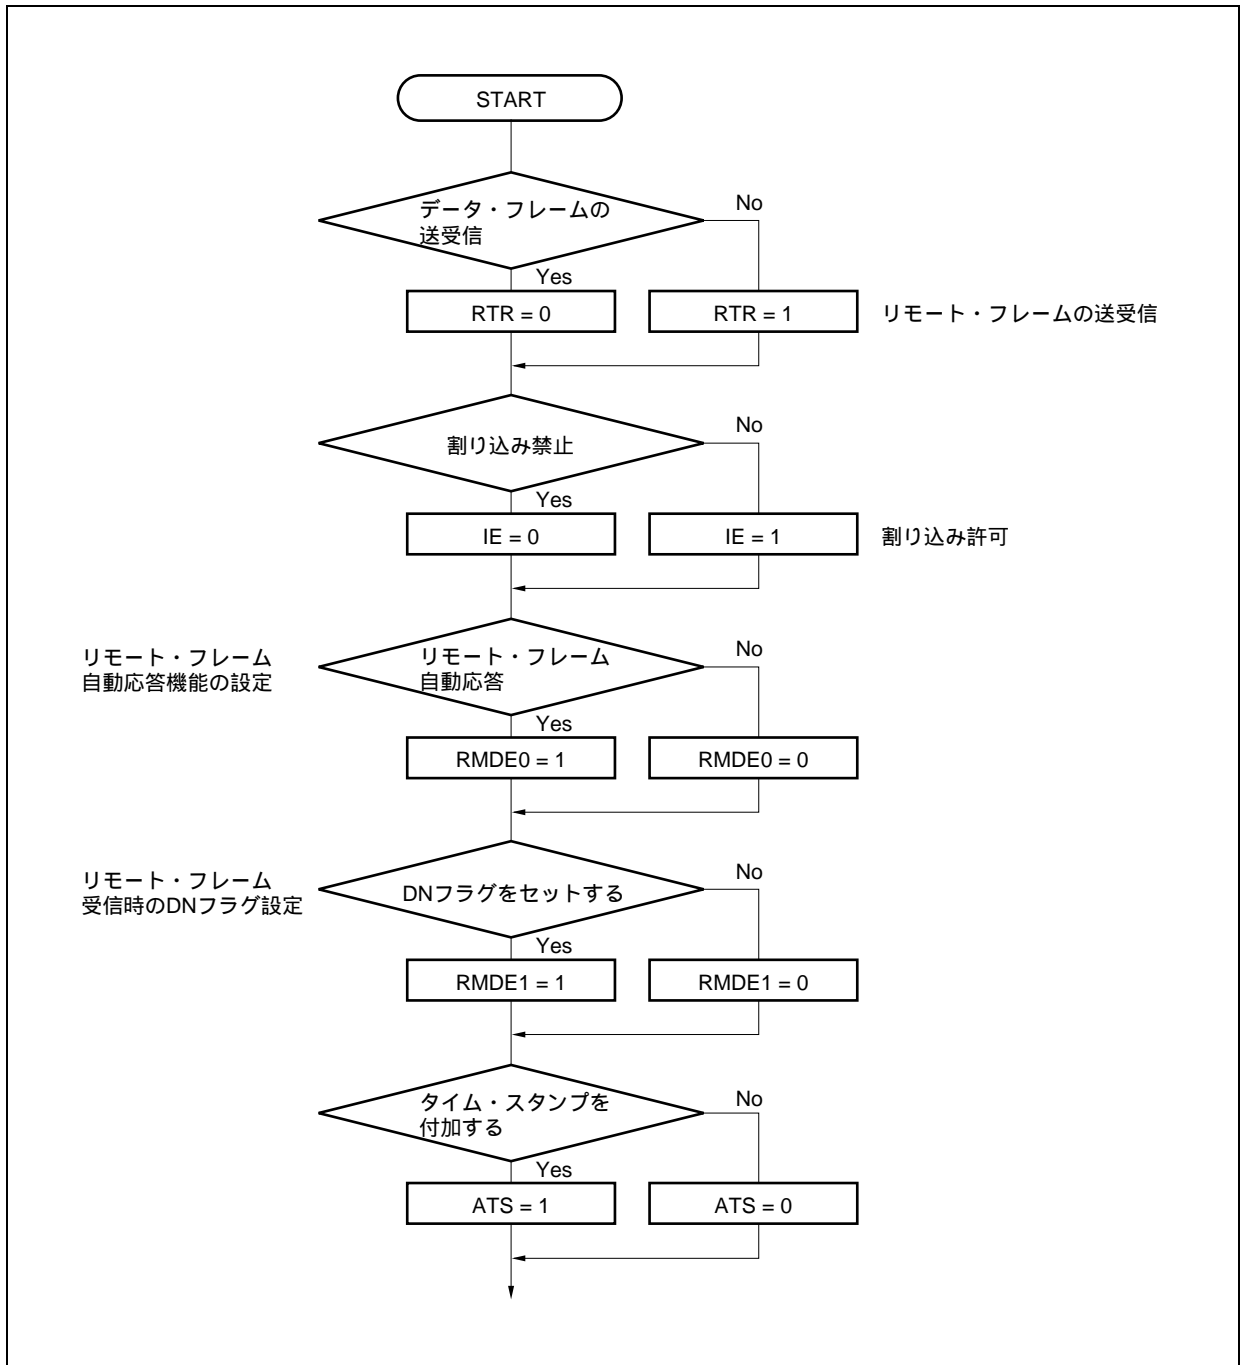 START
データ・フレームの
送受信
No
Yes
RTR = 0
RTR = 1
リモート・フレームの送受信
割り込み禁止
No
Yes
IE = 0
IE = 1
割り込み許可
リモート・フレーム
自動応答機能の設定
リモート・フレーム
自動応答
No
Yes
RMDE0 = 1
RMDE0 = 0
リモート・フレーム
受信時のDNフラグ設定
DNフラグをセットする
No
Yes
RMDE1 = 1
RMDE1 = 0
タイム・スタンプを
付加する
No
Yes
ATS = 1
ATS = 0